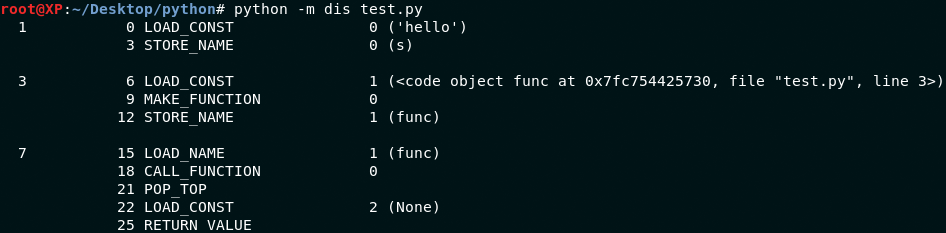 root@XP:~/Desktop/python# python -m dis test.py
1 0 LOAD_CONST 0 ('hello')
3 STORE_NAME 0 (s)
3 6 LOAD_CONST 1 (<code object func at 0x7fc754425730, file "test.py", line 3>)
9 MAKE_FUNCTION 0
12 STORE_NAME 1 (func)
7 15 LOAD_NAME 1 (func)
18 CALL_FUNCTION 0
21 POP_TOP
22 LOAD_CONST 2 (None)
25 RETURN_VALUE